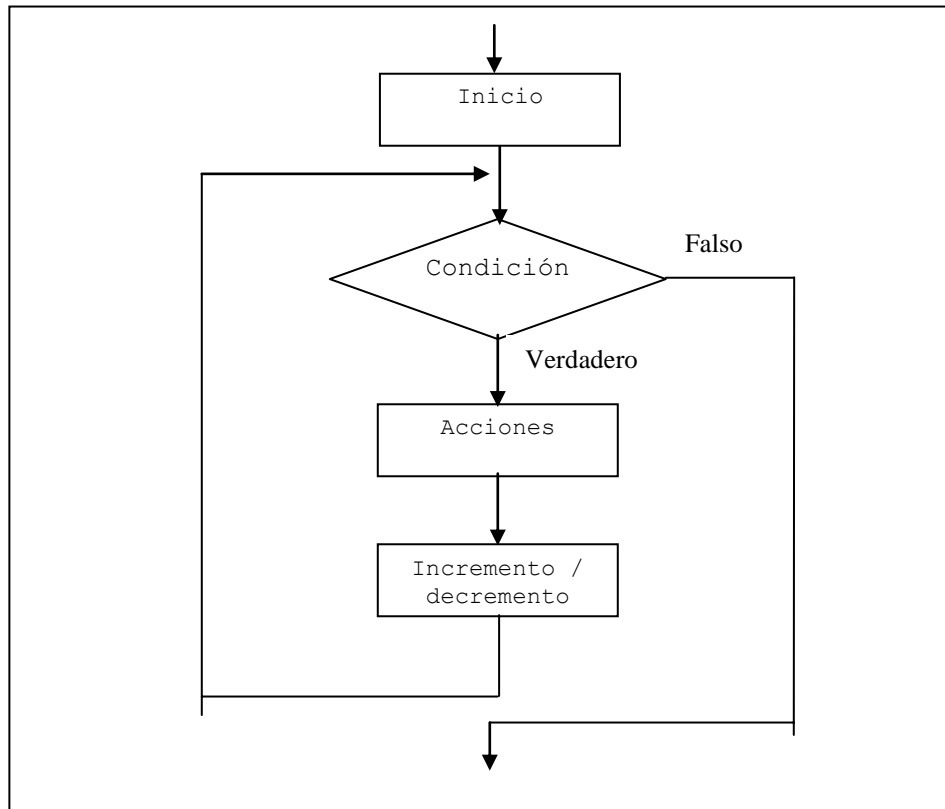 Inicio
Condición
Falso
Verdadero
Acciones
Incremento /
decremento